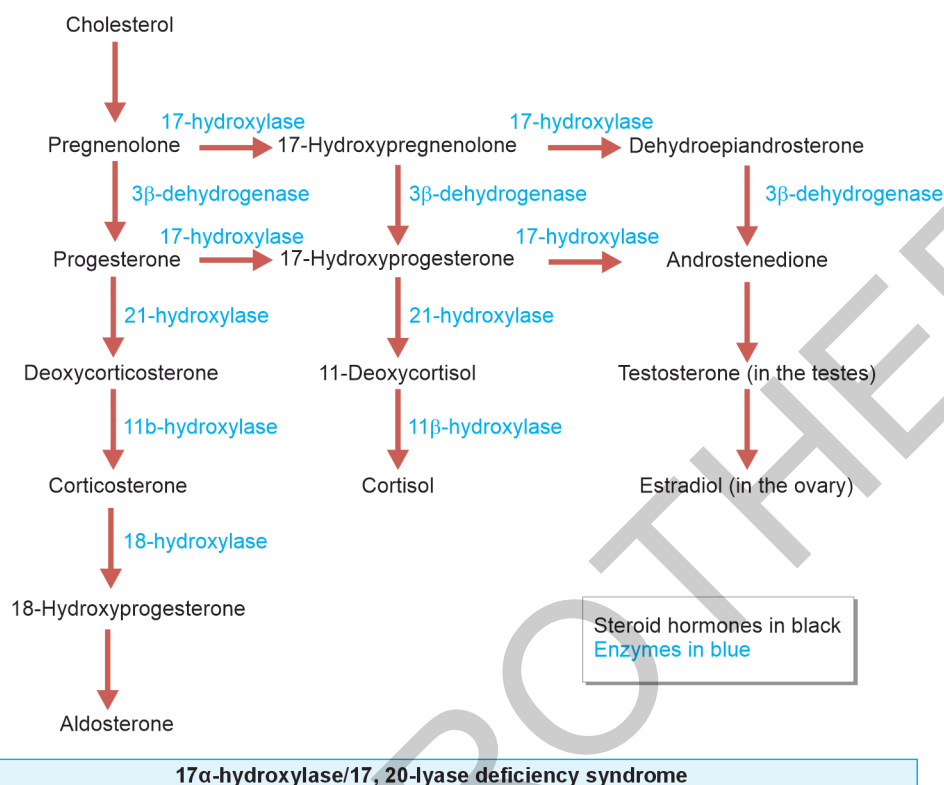 Cholesterol
17-hydroxylase 17-hydroxylase
Pregnenolone 17-Hydroxypregnenolone Dehydroepiandrosterone
3β-dehydrogenase 3β-dehydrogenase 3β-dehydrogenase
17-hydroxylase 17-hydroxylase
Progesterone 17-Hydroxyprogesterone Androstenedione
21-hydroxylase 21-hydroxylase
Deoxycorticosterone 11-Deoxycortisol Testosterone (in the testes)
11b-hydroxylase 11β-hydroxylase
Corticosterone Cortisol Estradiol (in the ovary)
18-hydroxylase
18-Hydroxyprogesterone
Steroid hormones in black
Enzymes in blue
Aldosterone
17α-hydroxylase/17, 20-lyase deficiency syndrome